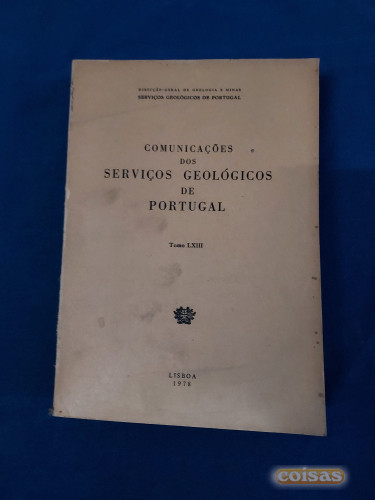 DIRECÇÃO-GERAL DE GEOLOGIA E MINAS
SERVIÇOS GEOLÓGICOS DE PORTUGAL
COMUNICAÇÕES
DOS
SERVIÇOS GEOLÓGICOS
DE
PORTUGAL
Tomo LXIII
LISBOA
1978
coisas